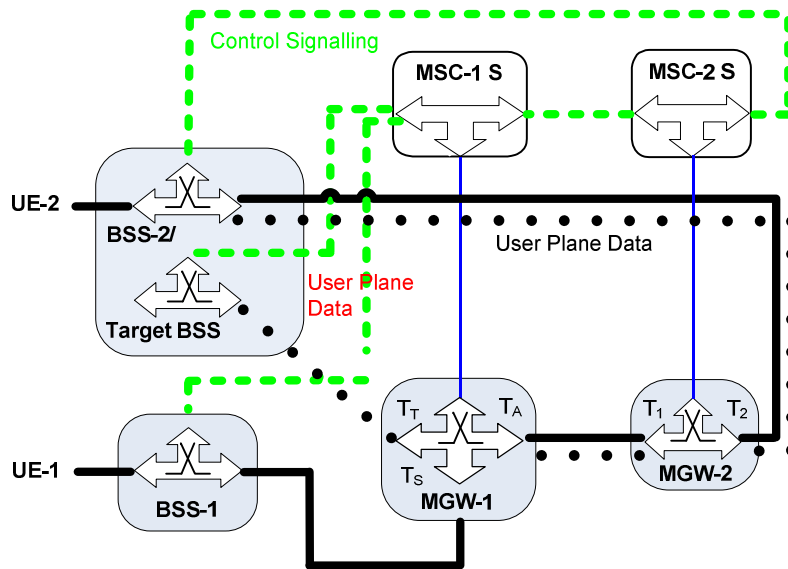 Control Signalling
MSC-1 S
MSC-2 S
UE-2
BSS-2/
User Plane Data
User Plane
Data
Target BSS
TT
TA
T1
T2
TS
MGW-1
MGW-2
UE-1
BSS-1